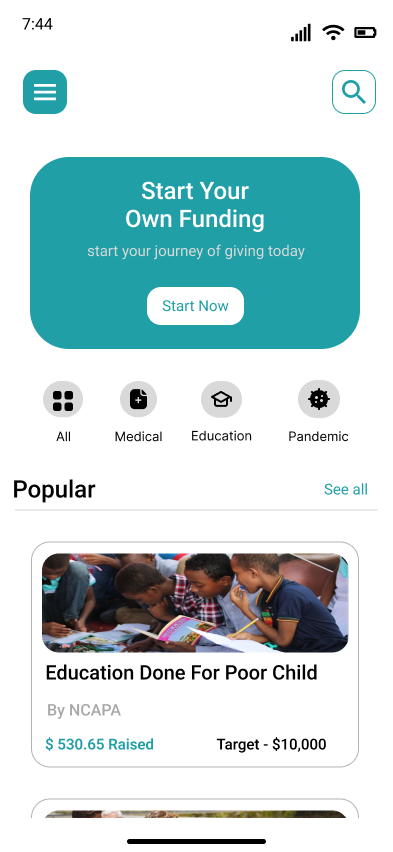 7:44
Start Your
Own Funding
start your journey of giving today
Start Now
All
Medical
Education
Pandemic
Popular
See all
Education Done For Poor Child
By NCAPA
$ 530.65 Raised
Target - $10,000